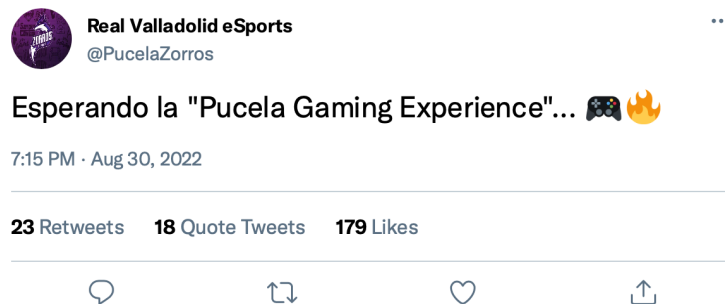 ZORROS
Real Valladolid eSports
@PucelaZorros
Esperando la "Pucela Gaming Experience"... 🎮🔥
7:15 PM · Aug 30, 2022
23 Retweets 18 Quote Tweets 179 Likes